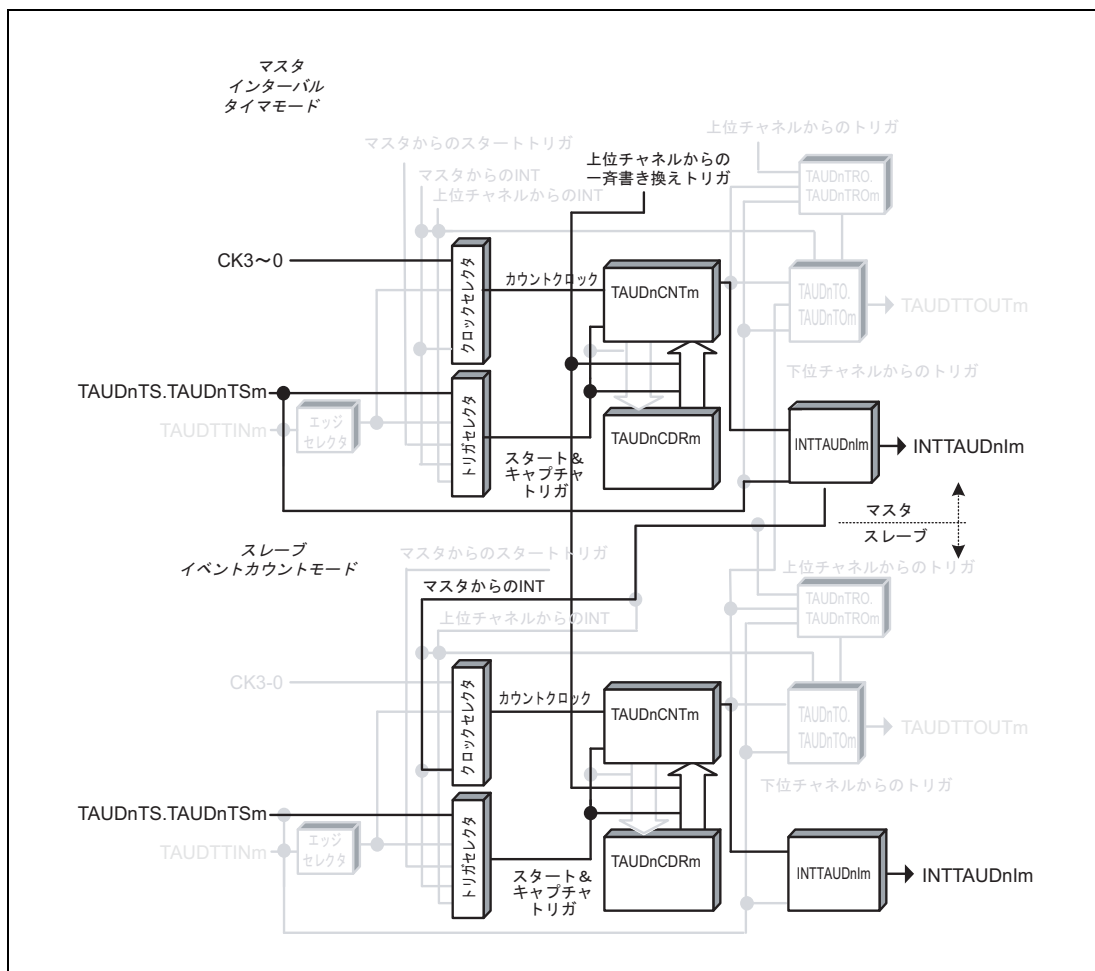 マスタ
インターバル
タイマモード
上位チャネルからのトリガ
マスタからのスタートトリガ
上位チャネルからの
一斉書き換えトリガ
マスタからのINT
上位チャネルからのINT
TAUDnTRO.
TAUDnTROm
CK3～0
クロックセレクタ
カウントクロック
TAUDnCNTm
TAUDnTO.
TAUDnTOm
TAUDTTOUTm
TAUDnTS.TAUDnTSm
下位チャネルからのトリガ
TAUDTTINm
エッジ
セレクタ
トリガセレクタ
スタート＆
キャプチャ
トリガ
TAUDnCDRm
INTTAUDnIm
INTTAUDnIm
マスタ
スレーブ
スレーブ
イベントカウントモード
マスタからのスタートトリガ
上位チャネルからのトリガ
マスタからのINT
上位チャネルからのINT
TAUDnTRO.
TAUDnTROm
CK3-0
クロックセレクタ
カウントクロック
TAUDnCNTm
TAUDnTO.
TAUDnTOm
TAUDTTOUTm
下位チャネルからのトリガ
TAUDnTS.TAUDnTSm
TAUDTTINm
エッジ
セレクタ
トリガセレクタ
スタート＆
キャプチャ
トリガ
TAUDnCDRm
INTTAUDnIm
INTTAUDnIm